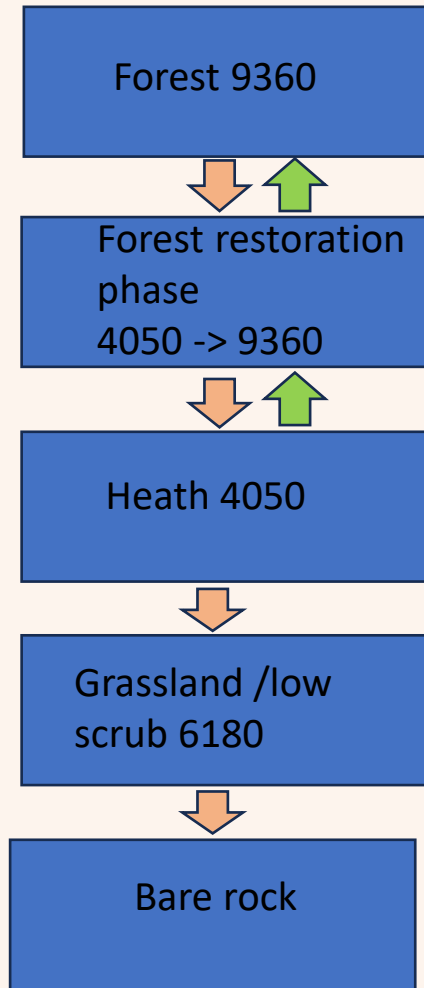 Forest 9360
Forest restoration
phase
4050 -> 9360
Heath 4050
Grassland /low
scrub 6180
Bare rock